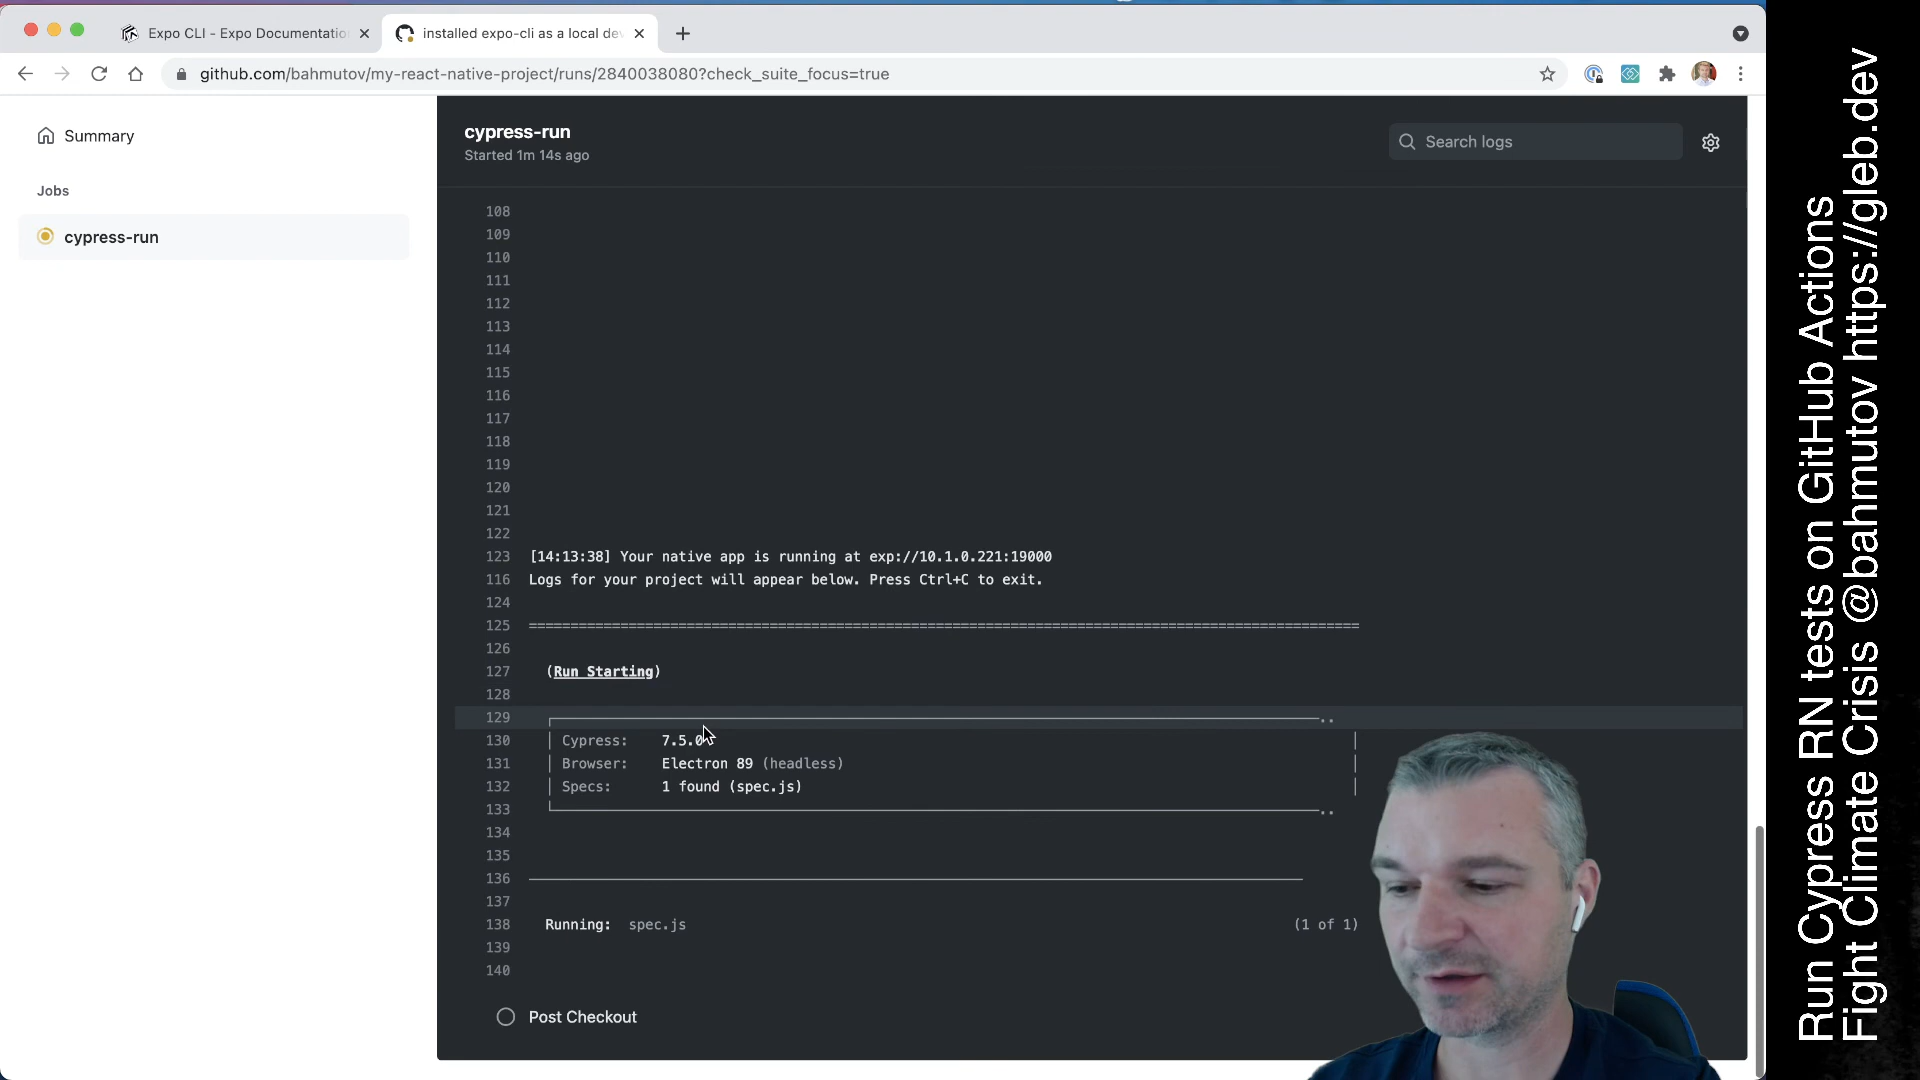 Expo CLI - Expo Documentatio
installed expo-cli as a local de
github.com/bahmutov/my-react-native-project/runs/2840038080?check_suite_focus=true
Summary
Jobs
cypress-run
cypress-run
Started 1m 14s ago
Search logs
108
109
110
111
112
113
114
115
116
117
118
119
120
121
122
123 [14:13:38] Your native app is running at exp://10.1.0.221:19000
116 Logs for your project will appear below. Press Ctrl+C to exit.
124
125 ====================================================================================================
126
127 (Run Starting)
128
129
130 Cypress: 7.5.0
131 Browser: Electron 89 (headless)
132 Specs: 1 found (spec.js)
133
134
135
136
137
138 Running: spec.js (1 of 1)
139
140
Post Checkout
Run Cypress RN tests on GitHub Actions
Fight Climate Crisis @bahmutov https://gleb.dev